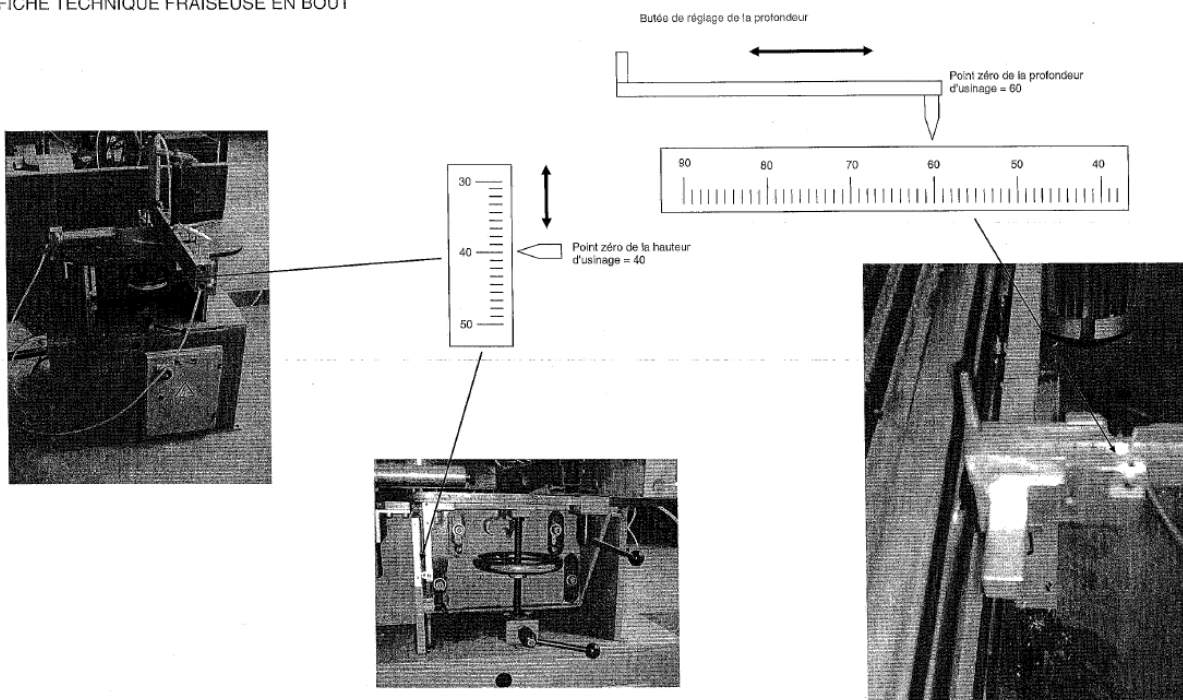 FICHE TECHNIQUE FRAISEUSE EN BOUT
Butée de réglage de la profondeur
Point zéro de la profondeur
d'usinage = 60
90 80 70 60 50 40
30
40
50
Point zéro de la hauteur
d'usinage = 40